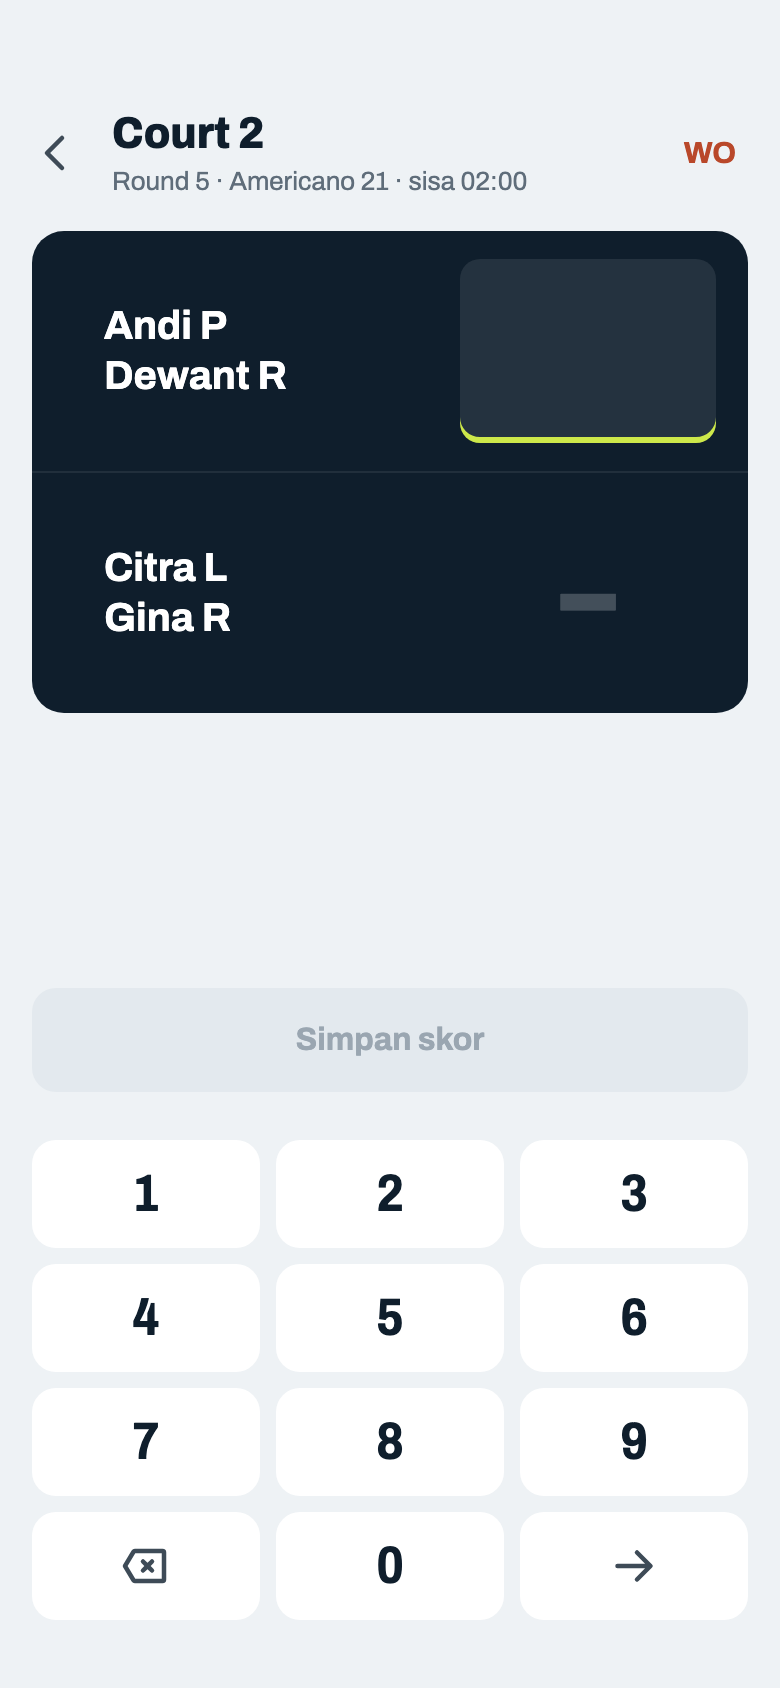 Court 2
Round 5 · Americano 21 · sisa 02:00
WO
Andi P
Dewant R
Citra L
Gina R
Simpan skor
1 2 3
4 5 6
7 8 9
0